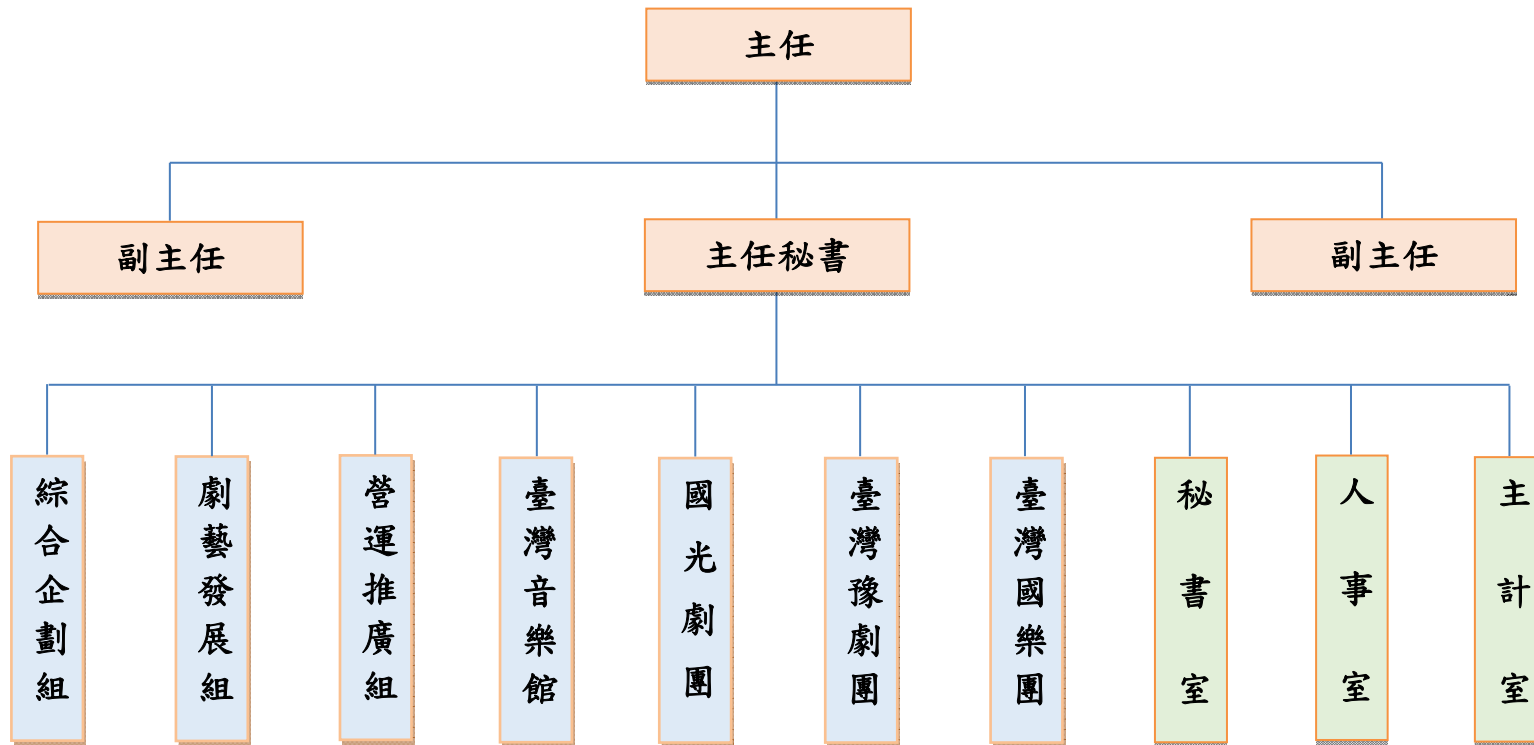 主任
副主任
主任秘書
副主任
綜合企劃組
劇藝發展組
營運推廣組
臺灣音樂館
國光劇團
臺灣豫劇團
臺灣國樂團
秘書室
人事室
主計室